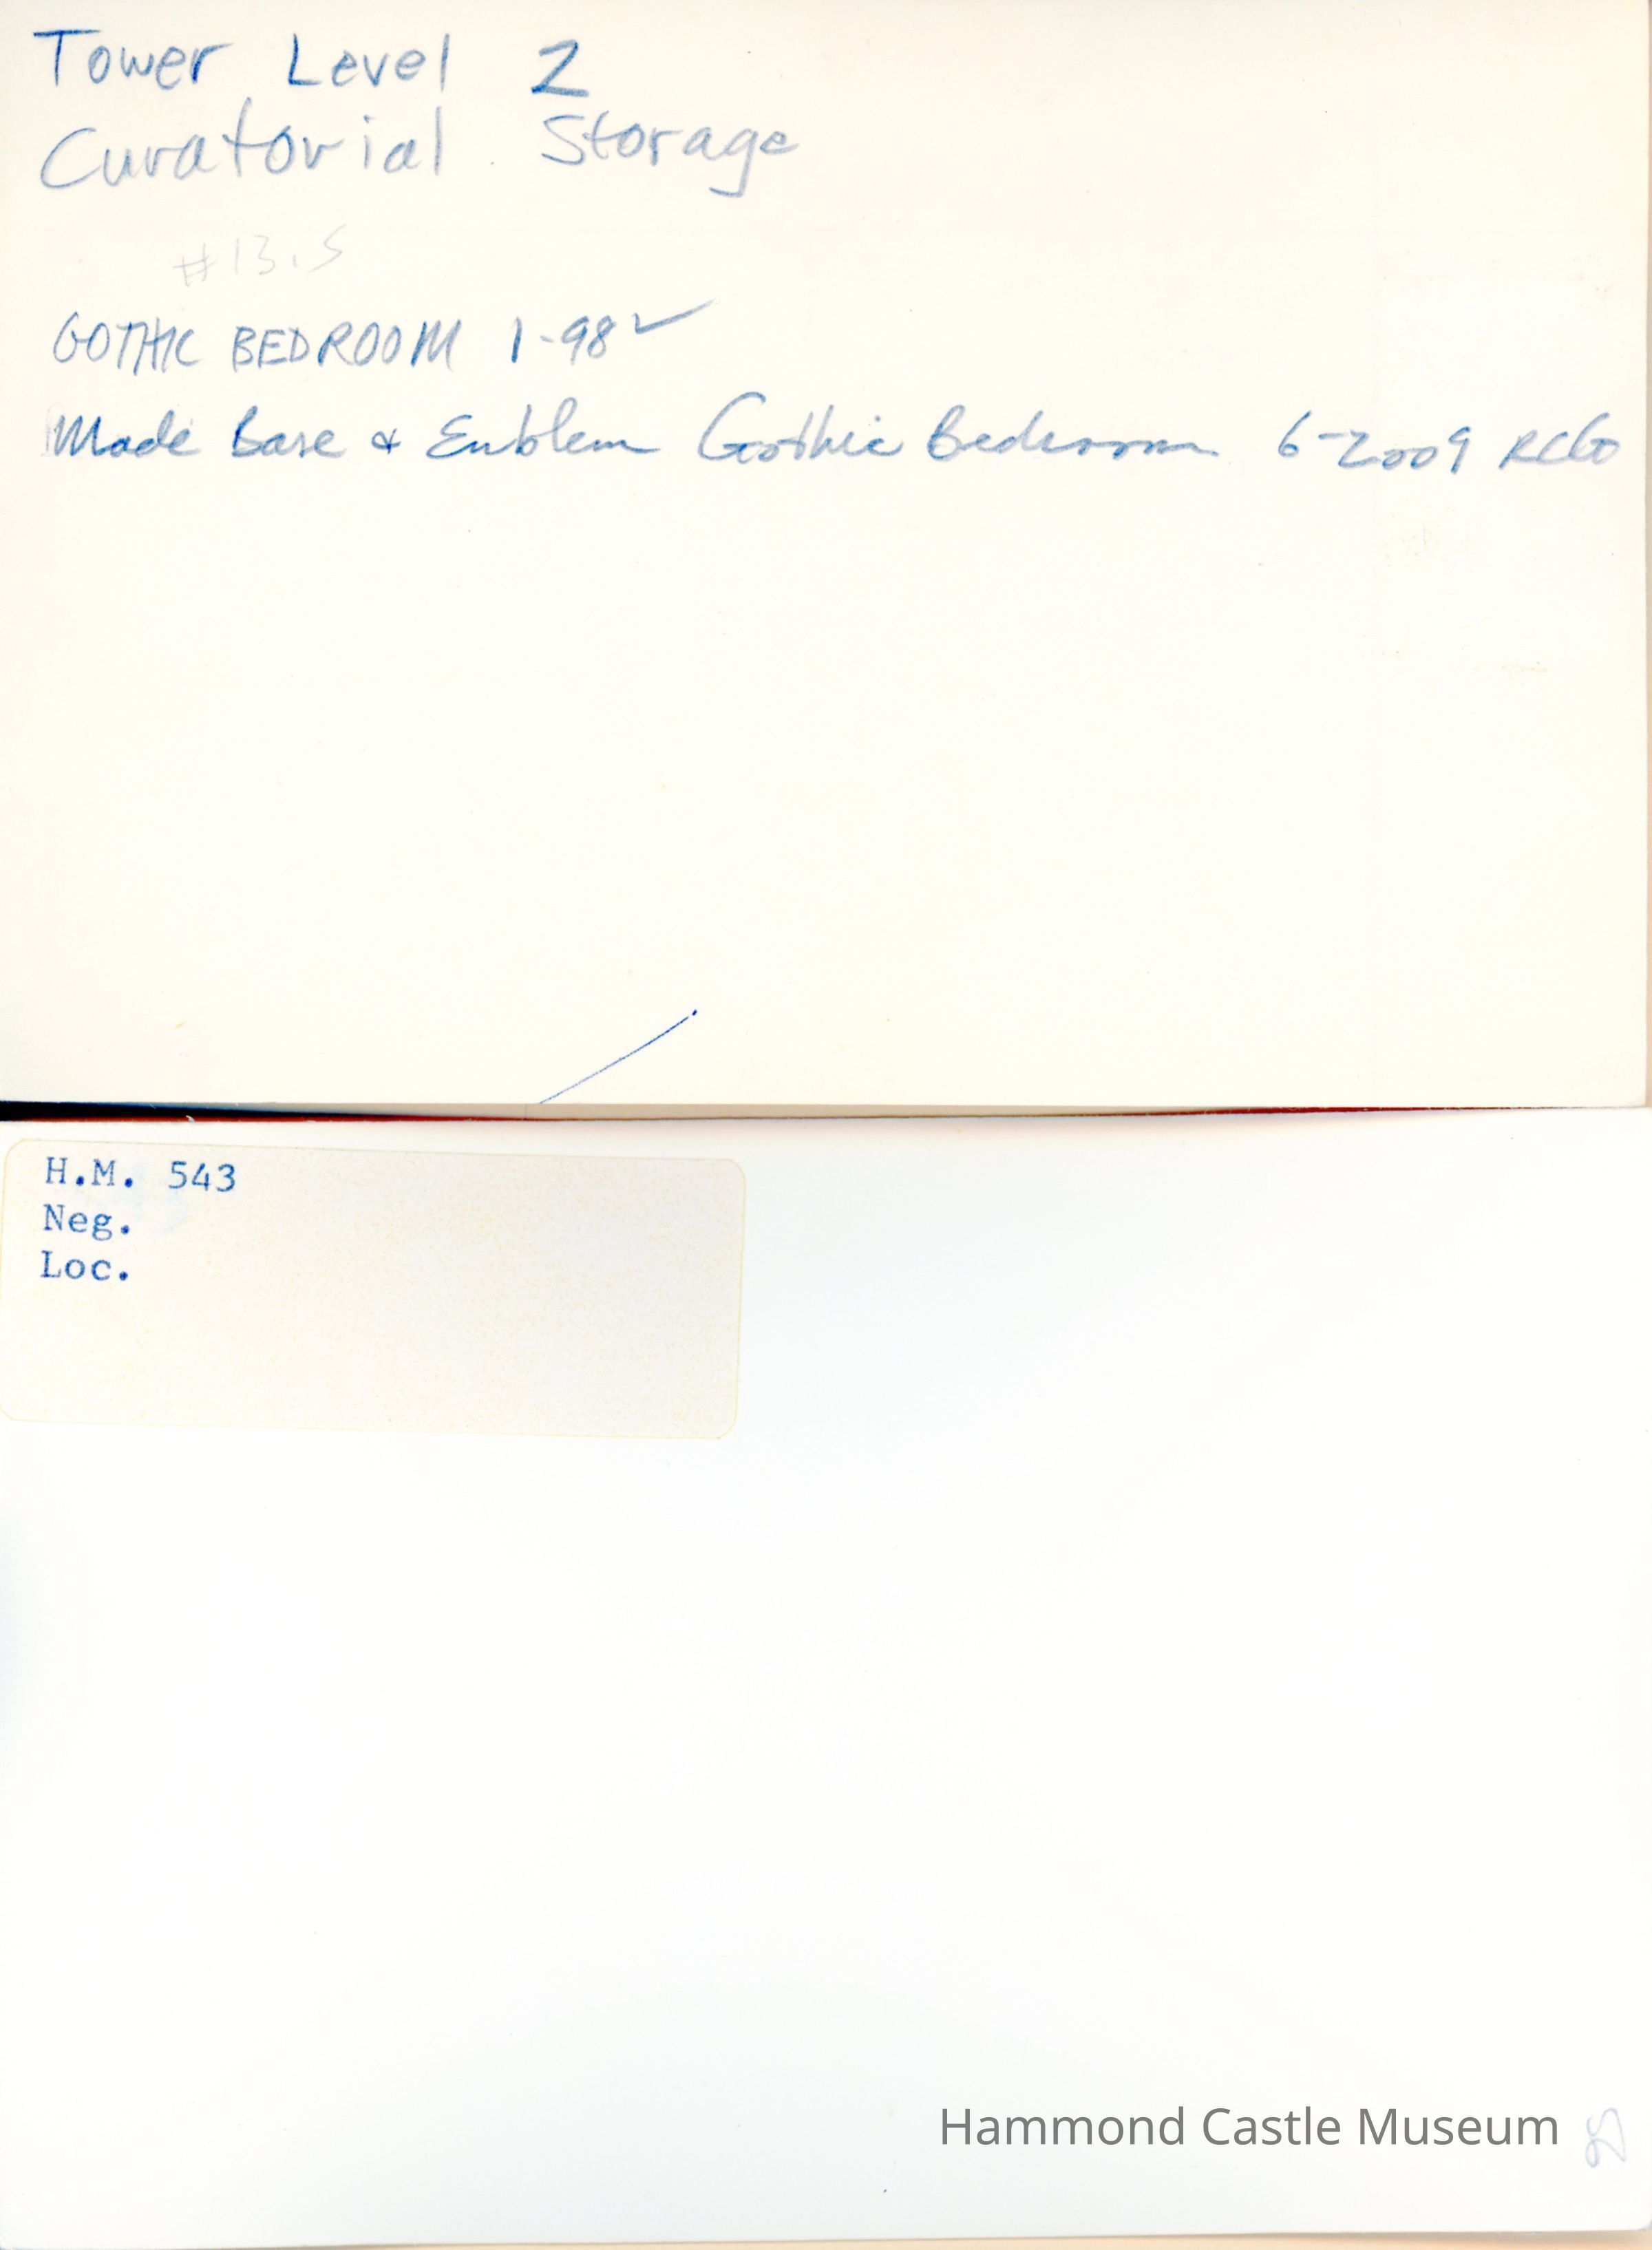 Tower Level 2
Curatorial Storage
#13.5
GOTHIC BEDROOM 1-98 ✓
Made Base & Emblem Gothic Bedroom 6-2009 RCG
H.M. 543
Neg.
Loc.
Hammond Castle Museum